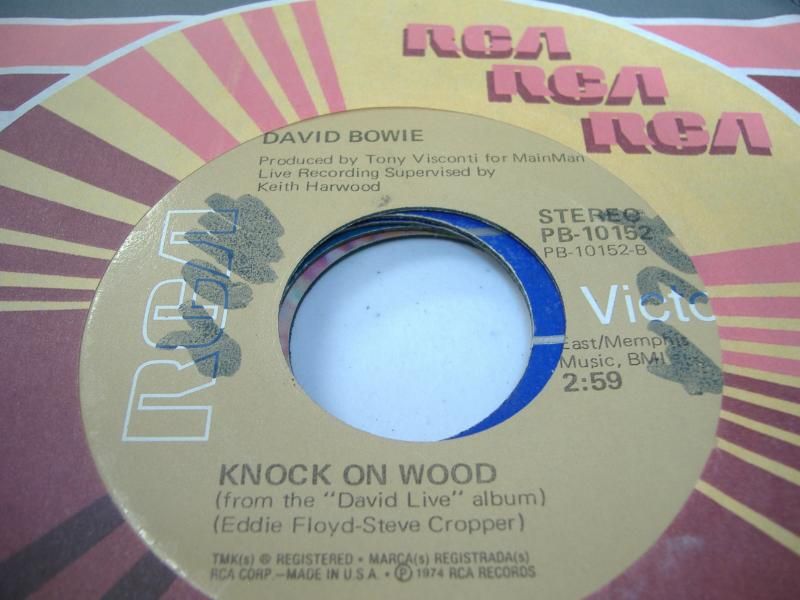 RCA
RCA
RCA
DAVID BOWIE
Produced by Tony Visconti for MainMan
Live Recording Supervised by
Keith Harwood
RCA
STEREO
PB-10152
PB-10152-B
Victo
East/Memphis
Music, BMI
2:59
KNOCK ON WOOD
(from the "David Live" album)
(Eddie Floyd-Steve Cropper)
TMK(s) ® REGISTERED • MARCA(s) REGISTRADA(s)
RCA CORP.—MADE IN U.S.A. • Ⓟ 1974 RCA RECORDS